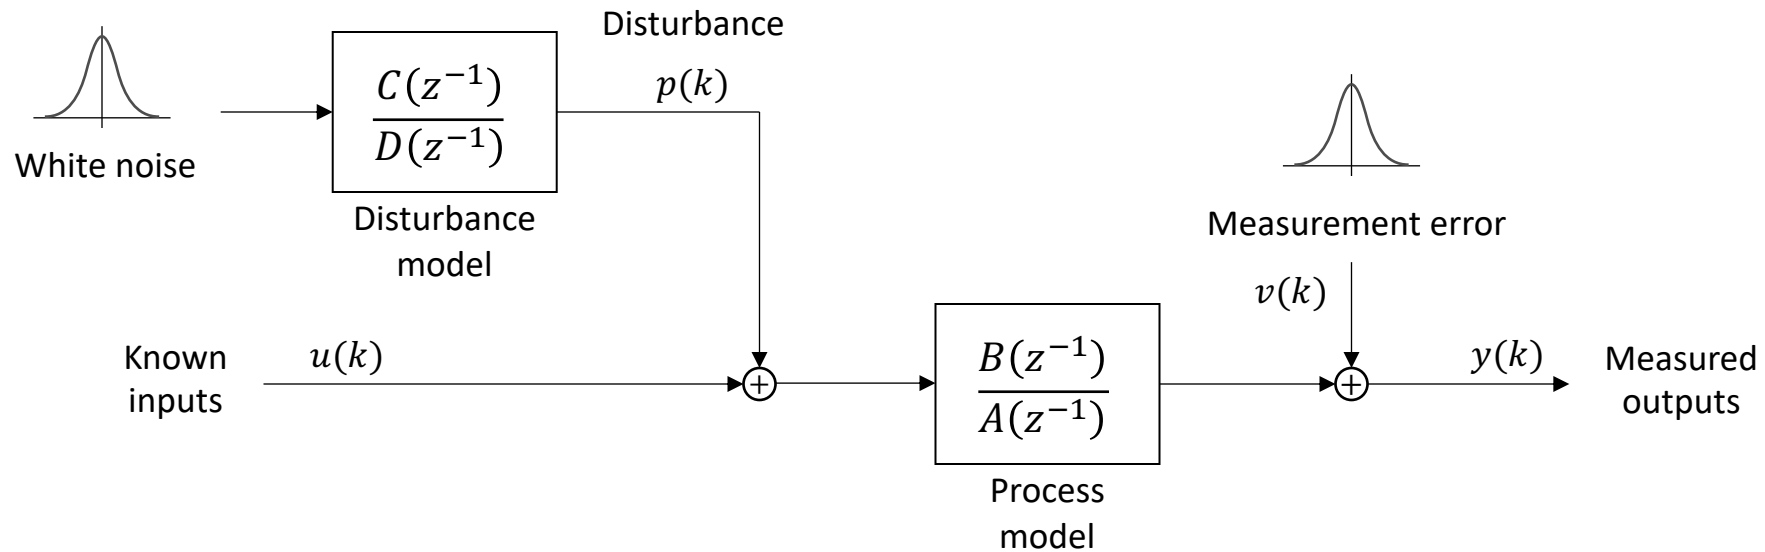 Disturbance
p(k)
C(z⁻¹)
D(z⁻¹)
White noise
Disturbance
model
Measurement error
v(k)
Known
inputs
u(k)
+
B(z⁻¹)
A(z⁻¹)
+
y(k)
Measured
outputs
Process
model